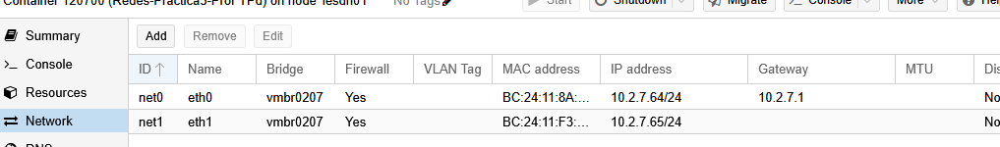 Container 120700 (Redes-Practica3-Prof TPd) on node
No Tags
Start
Shutdown
Migrate
Console
More
Summary
Console
Resources
Network
DNS
Add Remove Edit
ID ↑ Name Bridge Firewall VLAN Tag MAC address IP address Gateway MTU Dis
net0 eth0 vmbr0207 Yes BC:24:11:8A:... 10.2.7.64/24 10.2.7.1 No
net1 eth1 vmbr0207 Yes BC:24:11:F3:... 10.2.7.65/24 No